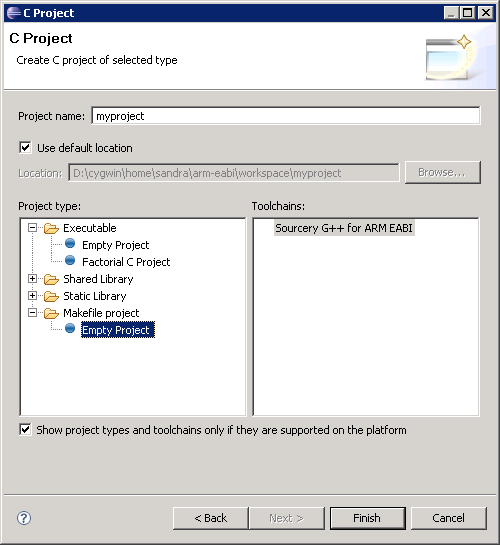 C Project
C Project
Create C project of selected type
Project name: myproject
Use default location
Location: D:\cygwin\home\sandra\arm-eabi\workspace\myproject Browse...
Project type: Toolchains:
Executable Sourcery G++ for ARM EABI
Empty Project
Factorial C Project
Shared Library
Static Library
Makefile project
Empty Project
Show project types and toolchains only if they are supported on the platform
? < Back Next > Finish Cancel